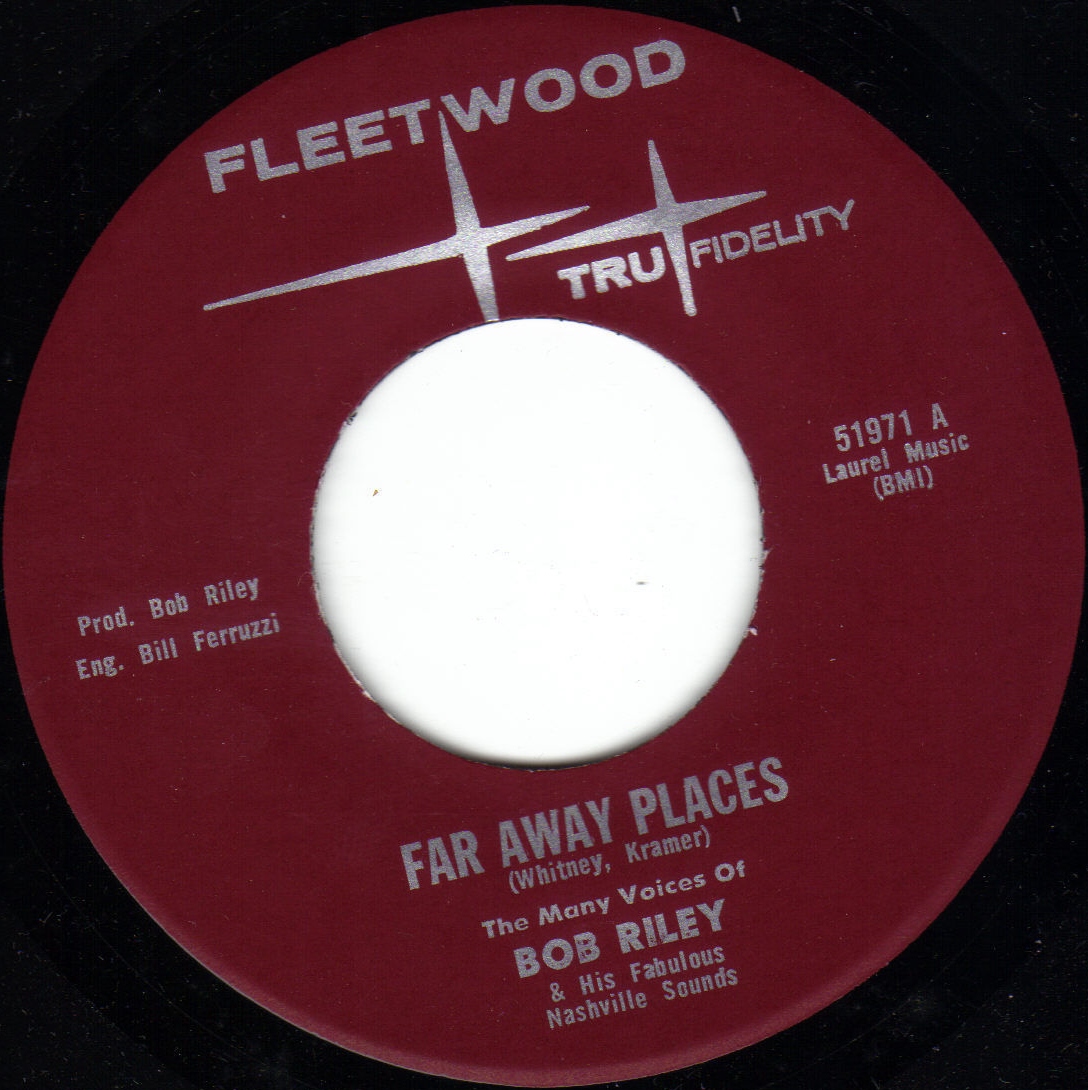 FLEETWOOD
TRU FIDELITY
51971 A
Laurel Music
(BMI)
Prod. Bob Riley
Eng. Bill Ferruzzi
FAR AWAY PLACES
(Whitney, Kramer)
The Many Voices Of
BOB RILEY
& His Fabulous
Nashville Sounds